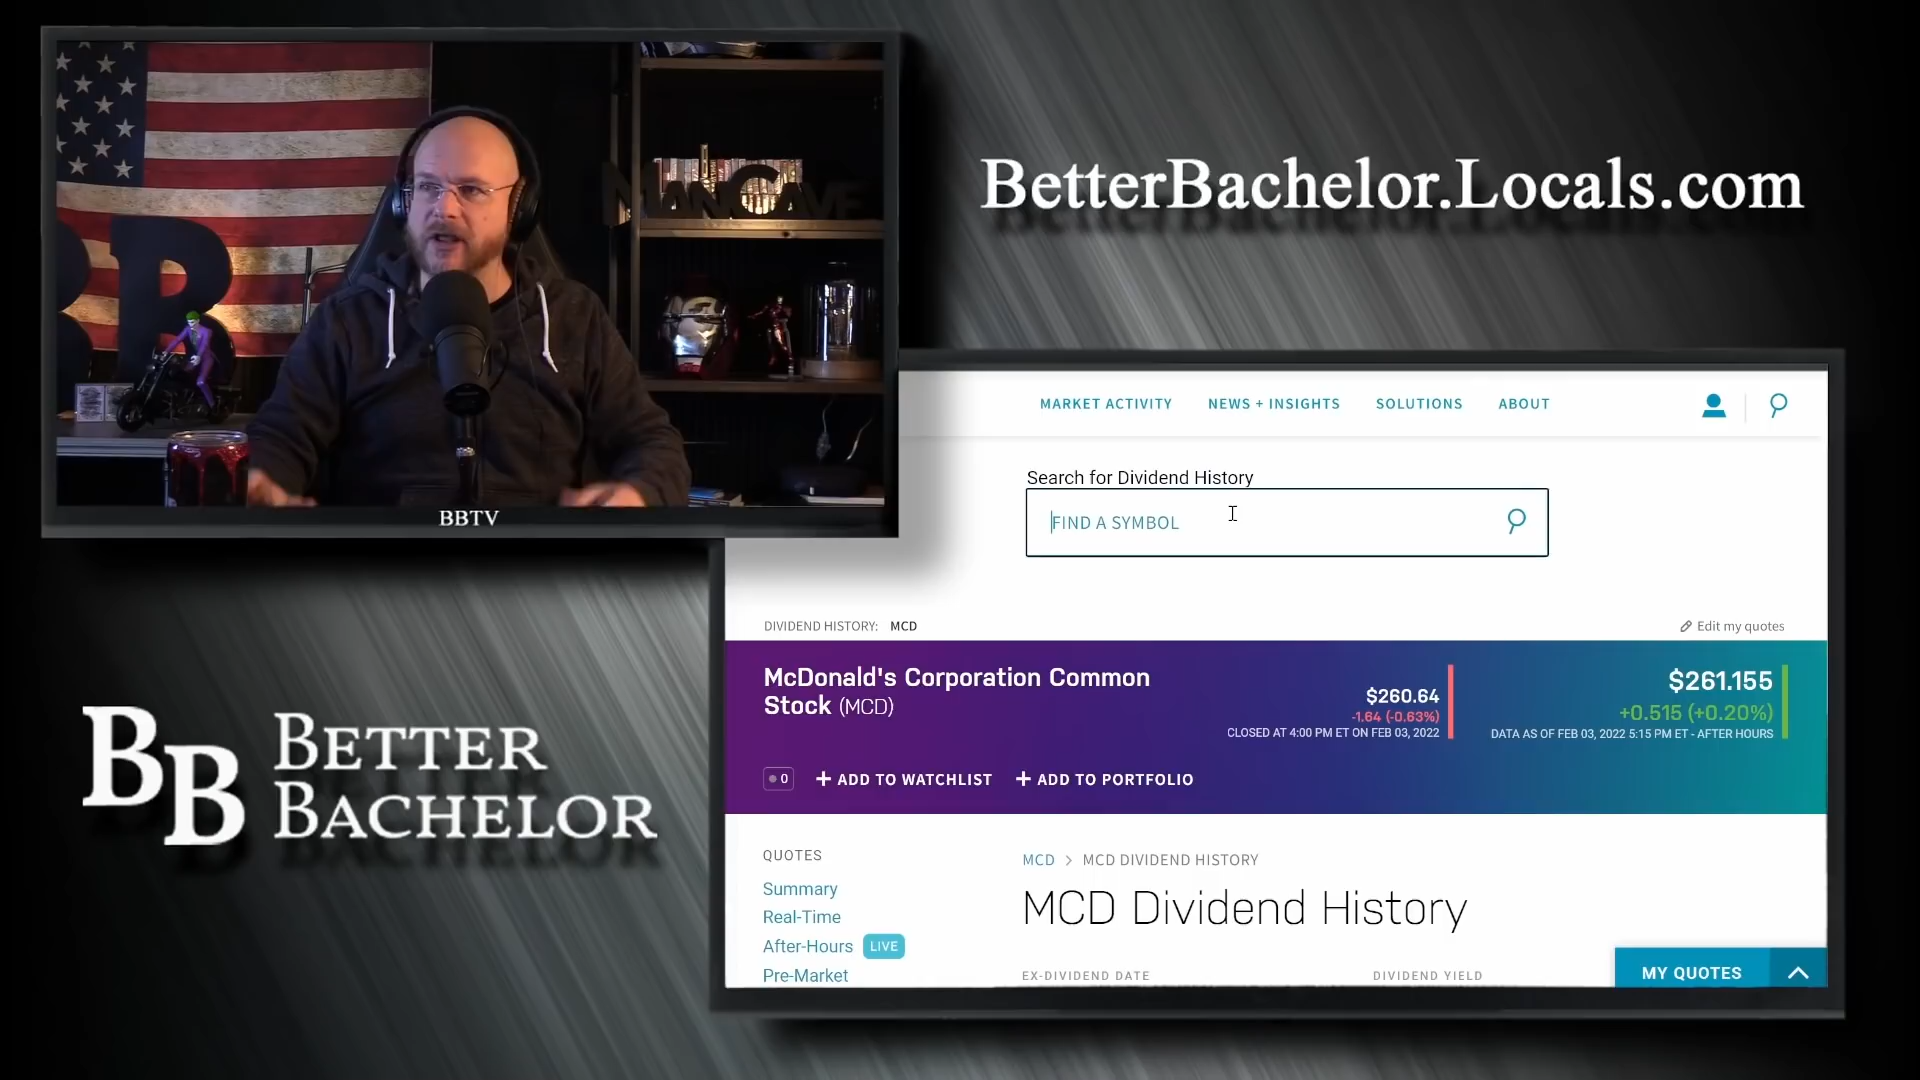 MANCAVE
BBTV
BetterBachelor.Locals.com
MARKET ACTIVITY
NEWS + INSIGHTS
SOLUTIONS
ABOUT
Search for Dividend History
FIND A SYMBOL
DIVIDEND HISTORY: MCD
Edit my quotes
McDonald's Corporation Common
Stock (MCD)
$260.64
-1.64 (-0.63%)
CLOSED AT 4:00 PM ET ON FEB 03, 2022
$261.155
+0.515 (+0.20%)
DATA AS OF FEB 03, 2022 5:15 PM ET - AFTER HOURS
0
+ ADD TO WATCHLIST
+ ADD TO PORTFOLIO
QUOTES
Summary
Real-Time
After-Hours LIVE
Pre-Market
MCD > MCD DIVIDEND HISTORY
MCD Dividend History
EX-DIVIDEND DATE
DIVIDEND YIELD
MY QUOTES
BB
BETTER
BACHELOR